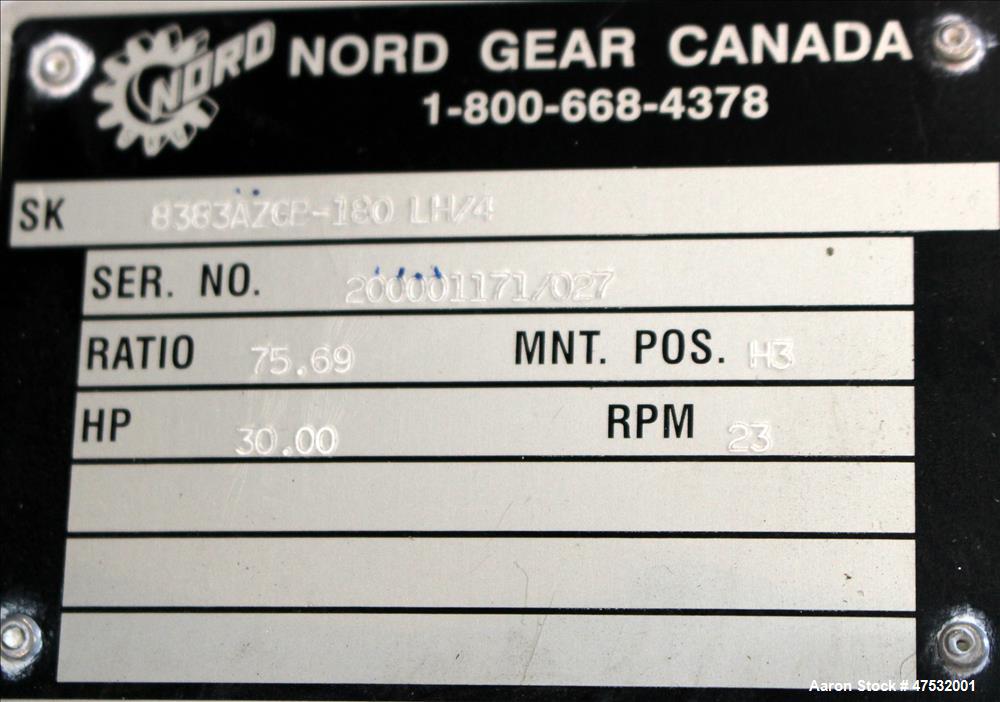 NORD NORD GEAR CANADA
1-800-668-4378
SK 8383AZGB-180 LH/4
SER. NO. 200001171/027
RATIO 75.69 MNT. POS. H3
HP 30.00 RPM 23
Aaron Stock # 47532001